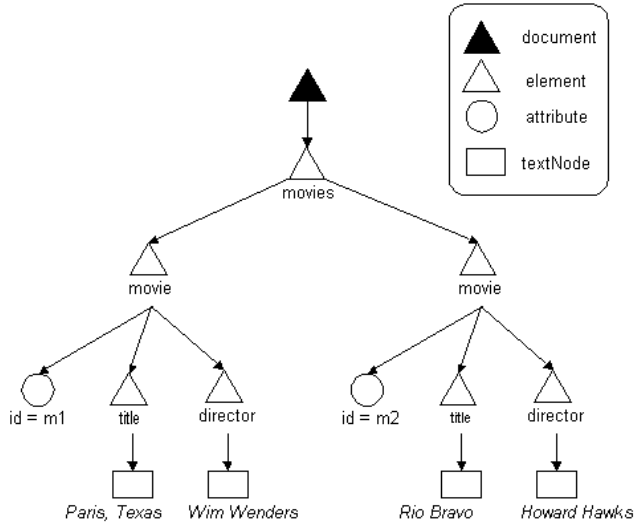 document
element
attribute
textNode
movies
movie
movie
id = m1
title
director
id = m2
title
director
Paris, Texas
Wim Wenders
Rio Bravo
Howard Hawks